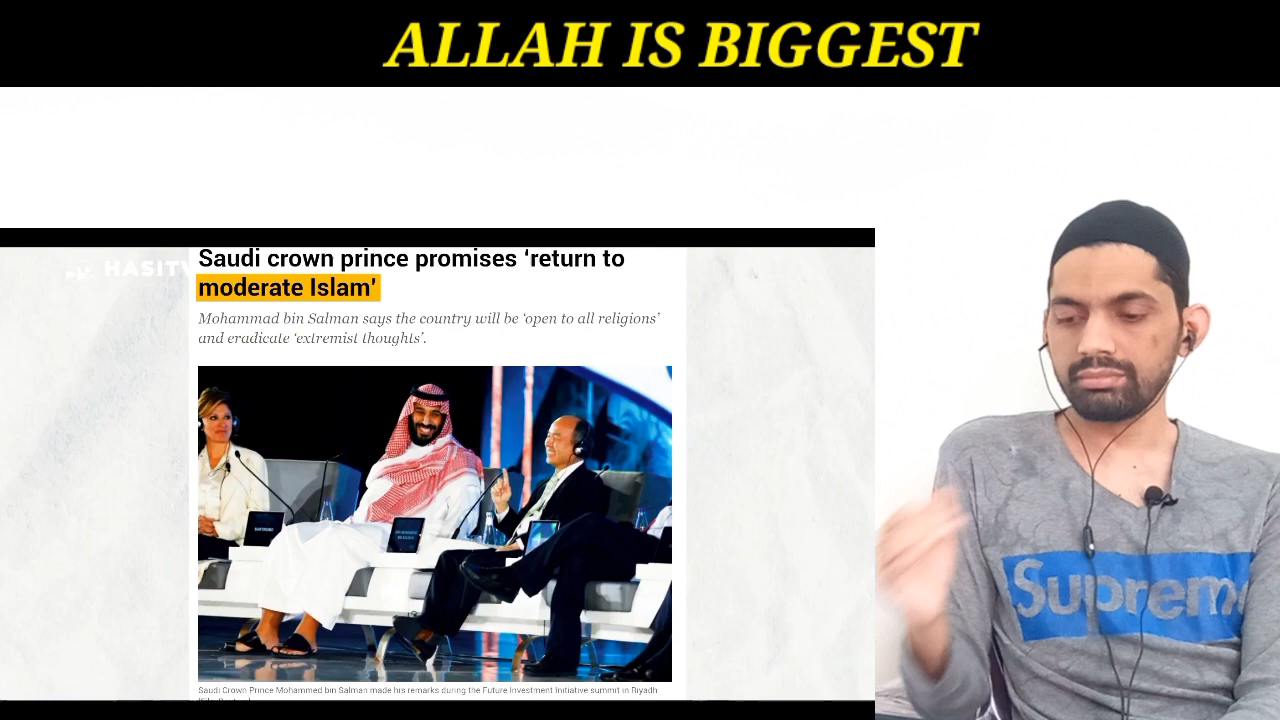 ALLAH IS BIGGEST
HASITV
Saudi crown prince promises ‘return to
moderate Islam’
Mohammad bin Salman says the country will be ‘open to all religions’
and eradicate ‘extremist thoughts’.
Saudi Crown Prince Mohammed bin Salman made his remarks during the Future Investment Initiative summit in Riyadh
Supreme